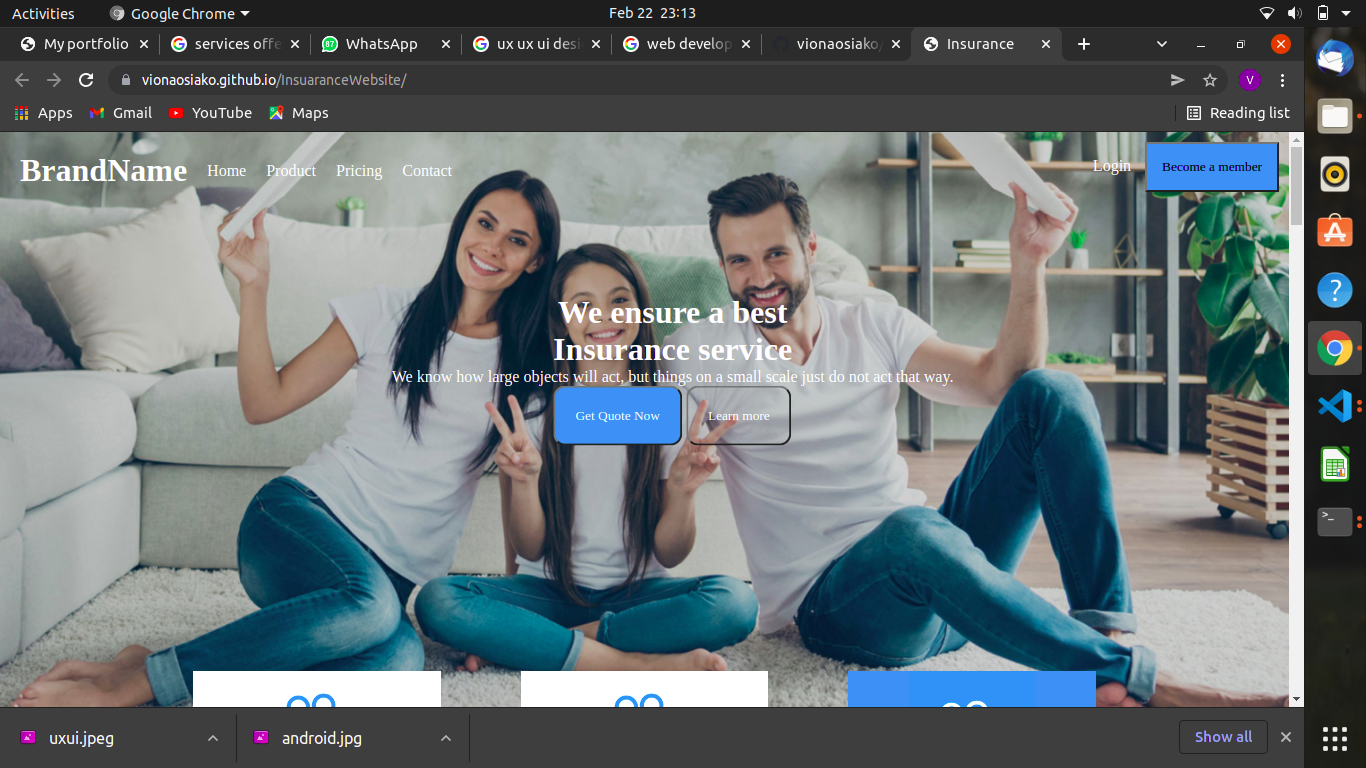 Activities
Google Chrome
Feb 22 23:13
My portfolio
services offe
WhatsApp
ux ux ui desi
web develop
vionaosiako/
Insurance
vionaosiako.github.io/InsuaranceWebsite/
V
Apps
Gmail
YouTube
Maps
Reading list
BrandName
Home
Product
Pricing
Contact
Login
Become a member
We ensure a best
Insurance service
We know how large objects will act, but things on a small scale just do not act that way.
Get Quote Now
Learn more
uxui.jpeg
android.jpg
Show all